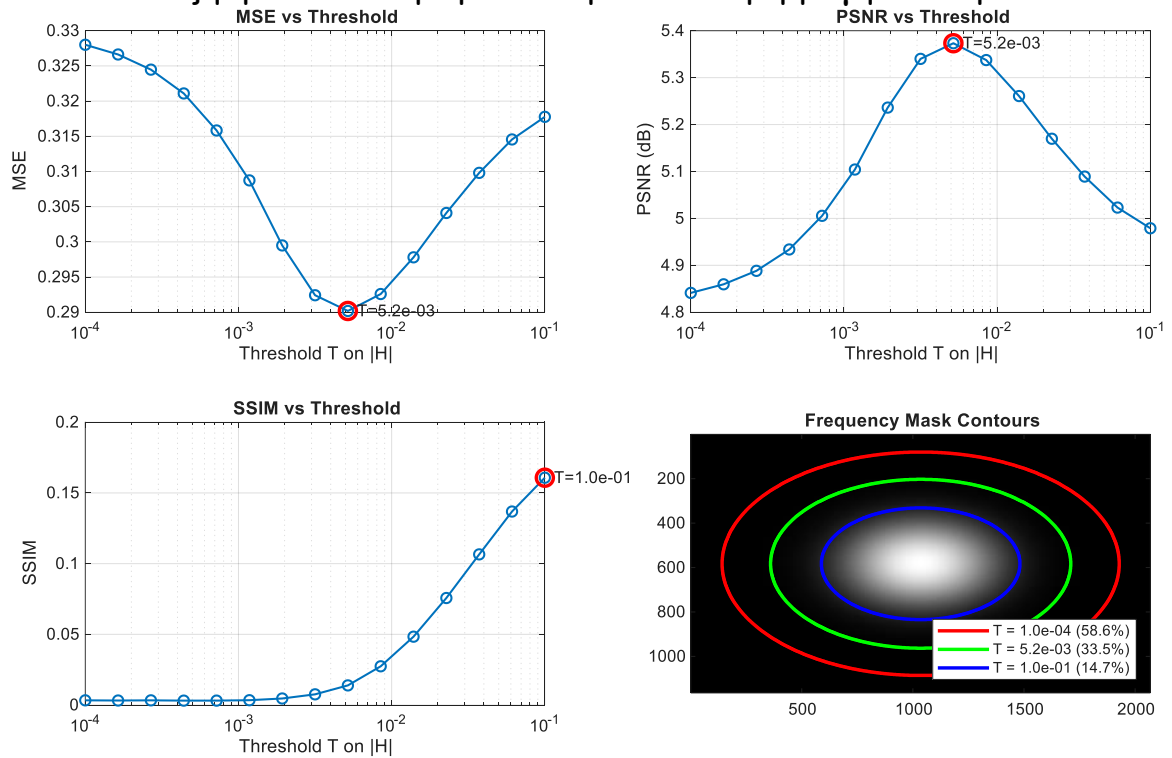 MSE vs Threshold
0.33
0.325
0.32
0.315
0.31
0.305
0.3
0.295
0.29
MSE
T=5.2e-03
10-4
10-3
10-2
10-1
Threshold T on |H|
PSNR vs Threshold
5.4
5.3
5.2
5.1
5
4.9
4.8
PSNR (dB)
T=5.2e-03
10-4
10-3
10-2
10-1
Threshold T on |H|
SSIM vs Threshold
0.2
0.15
0.1
0.05
0
SSIIM
T=1.0e-01
10-4
10-3
10-2
10-1
Threshold T on |H|
Frequency Mask Contours
200
400
600
800
1000
T = 1.0e-04 (58.6%)
T = 5.2e-03 (33.5%)
T = 1.0e-01 (14.7%)
500
1000
1500
2000